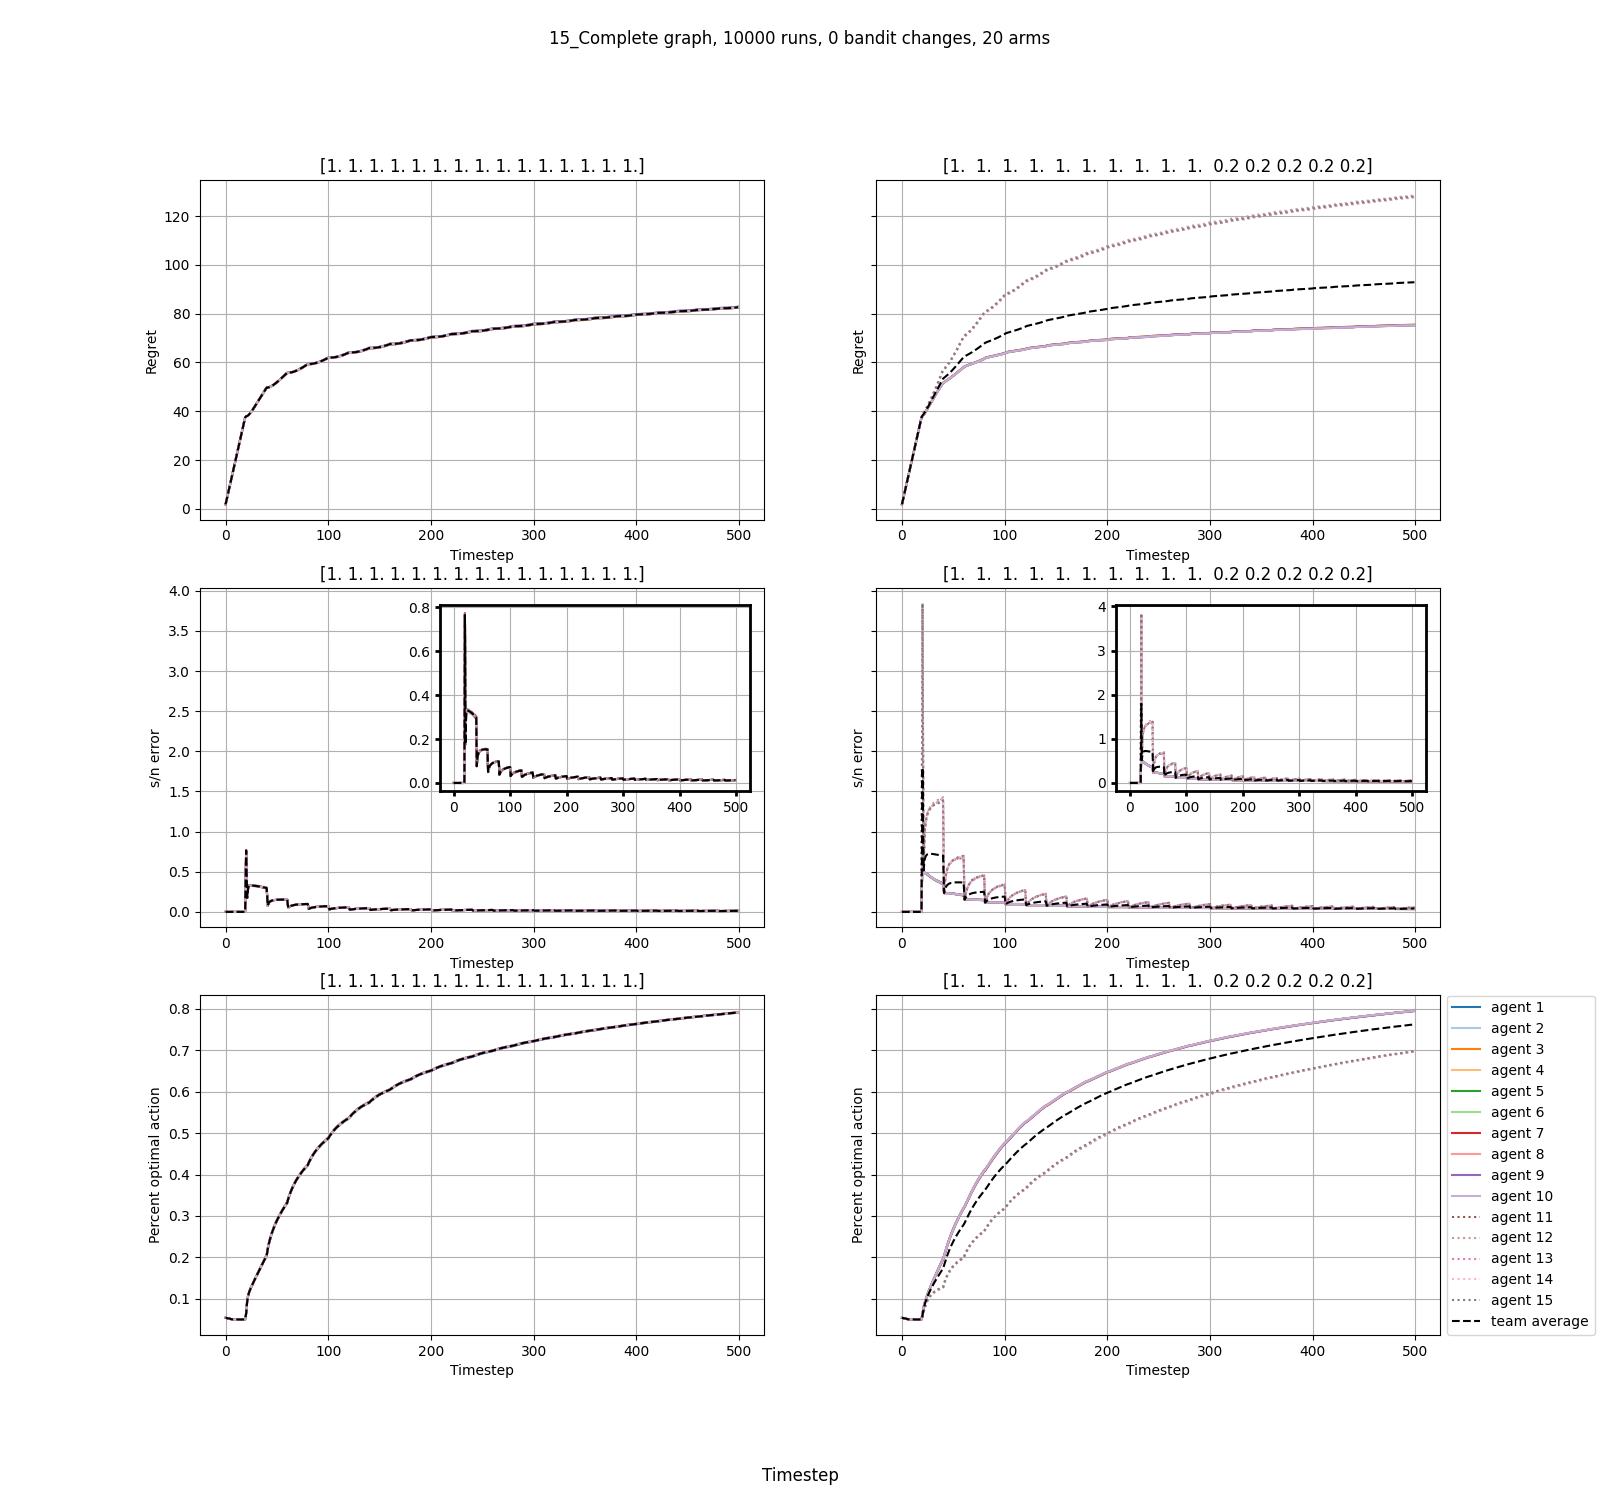 15_Complete graph, 10000 runs, 0 bandit changes, 20 arms
[1. 1. 1. 1. 1. 1. 1. 1. 1. 1. 1. 1. 1. 1. 1.]
Regret
120
100
80
60
40
20
0
0 100 200 300 400 500
Timestep
[1. 1. 1. 1. 1. 1. 1. 1. 1. 1. 0.2 0.2 0.2 0.2 0.2]
Regret
0 100 200 300 400 500
Timestep
[1. 1. 1. 1. 1. 1. 1. 1. 1. 1. 1. 1. 1. 1. 1.]
s/n error
4.0
3.5
3.0
2.5
2.0
1.5
1.0
0.5
0.0
0.8
0.6
0.4
0.2
0.0
0 100 200 300 400 500
0 100 200 300 400 500
Timestep
[1. 1. 1. 1. 1. 1. 1. 1. 1. 1. 0.2 0.2 0.2 0.2 0.2]
s/n error
4
3
2
1
0
0 100 200 300 400 500
0 100 200 300 400 500
Timestep
[1. 1. 1. 1. 1. 1. 1. 1. 1. 1. 1. 1. 1. 1. 1.]
Percent optimal action
0.8
0.7
0.6
0.5
0.4
0.3
0.2
0.1
0 100 200 300 400 500
Timestep
[1. 1. 1. 1. 1. 1. 1. 1. 1. 1. 0.2 0.2 0.2 0.2 0.2]
Percent optimal action
0 100 200 300 400 500
Timestep
agent 1
agent 2
agent 3
agent 4
agent 5
agent 6
agent 7
agent 8
agent 9
agent 10
agent 11
agent 12
agent 13
agent 14
agent 15
team average
Timestep